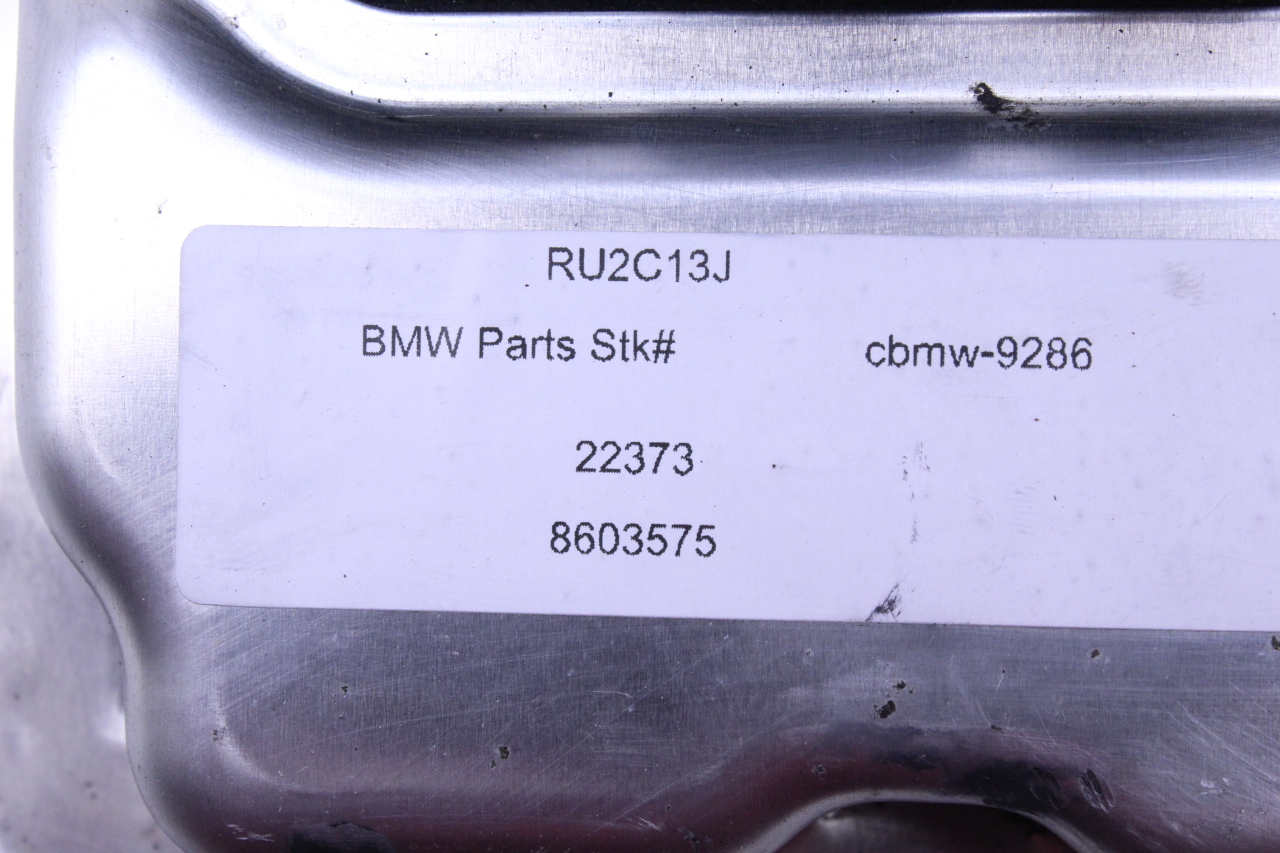 RU2C13J
BMW Parts Stk# cbmw-9286
22373
8603575